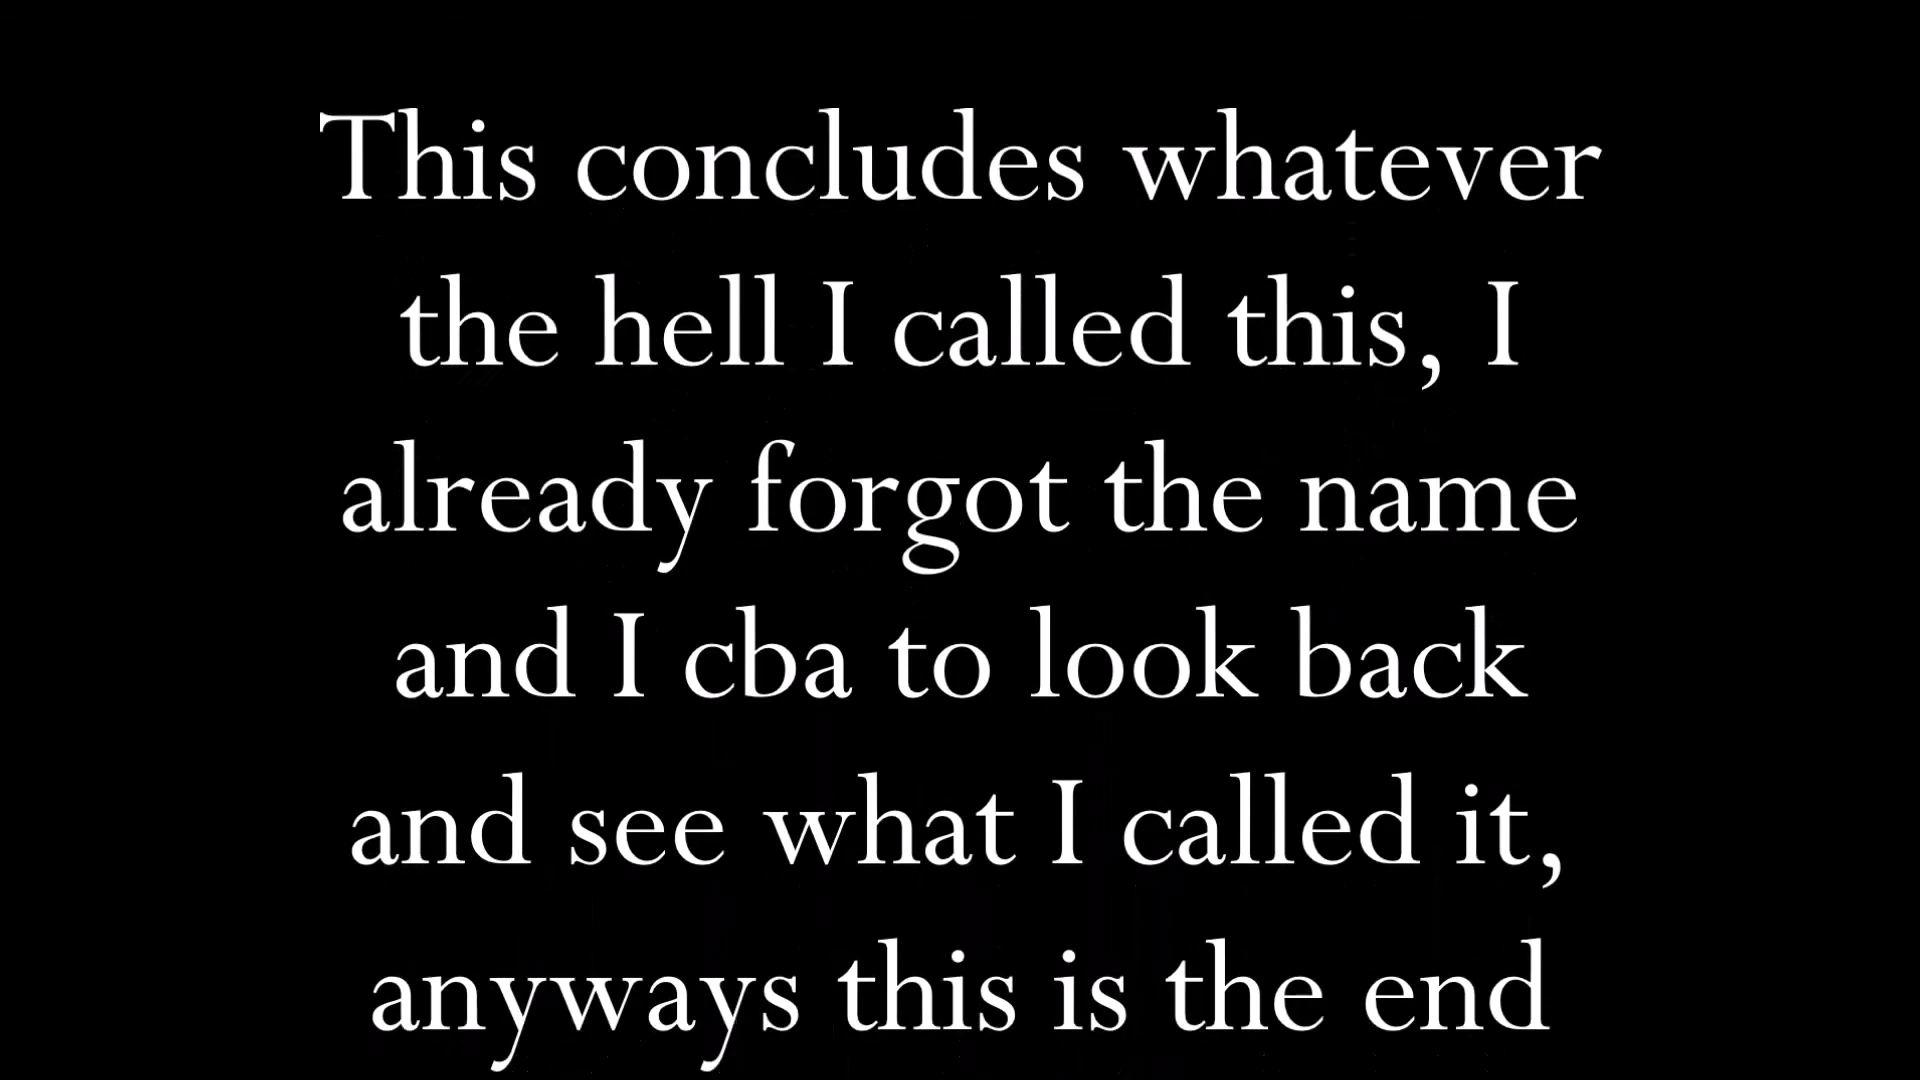 This concludes whatever
the hell I called this, I
already forgot the name
and I cba to look back
and see what I called it,
anyways this is the end